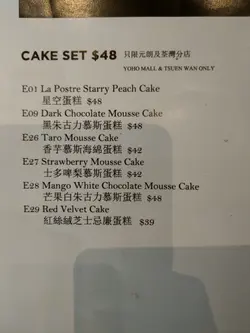 CAKE SET $48 只限元朗及荃灣分店
YOHO MALL & TSUEN WAN ONLY
E01 La Postre Starry Peach Cake
星空蛋糕 $48
E09 Dark Chocolate Mousse Cake
黑朱古力慕斯蛋糕 $48
E26 Taro Mousse Cake
香芋慕斯海綿蛋糕 $42
E27 Strawberry Mousse Cake
士多啤梨慕斯蛋糕 $42
E28 Mango White Chocolate Mousse Cake
芒果白朱古力慕斯蛋糕 $48
E29 Red Velvet Cake
紅絲絨芝士忌廉蛋糕 $39